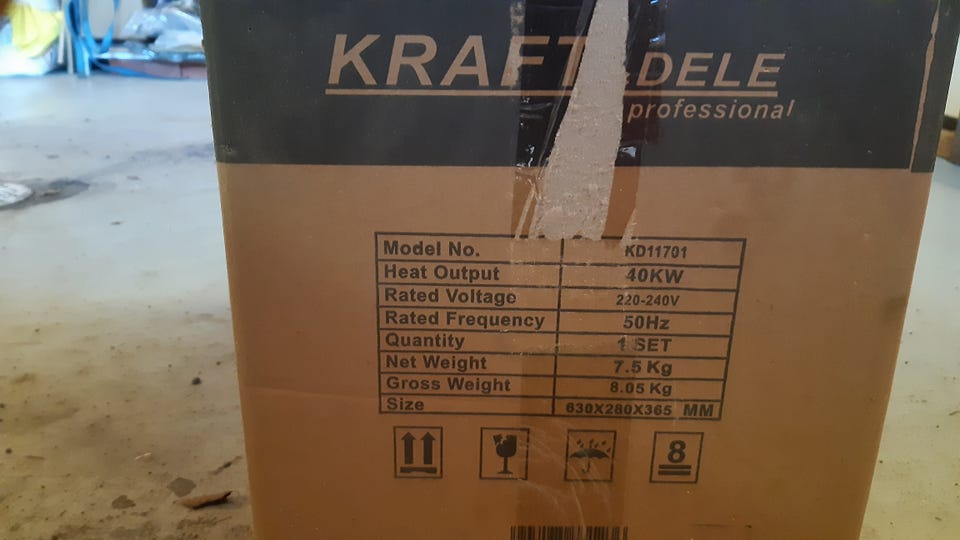 KRAFT DELE
professional
Model No. KD11701
Heat Output 40KW
Rated Voltage 220-240V
Rated Frequency 50Hz
Quantity 1 SET
Net Weight 7.5 Kg
Gross Weight 8.05 Kg
Size 630X280X365 MM
8